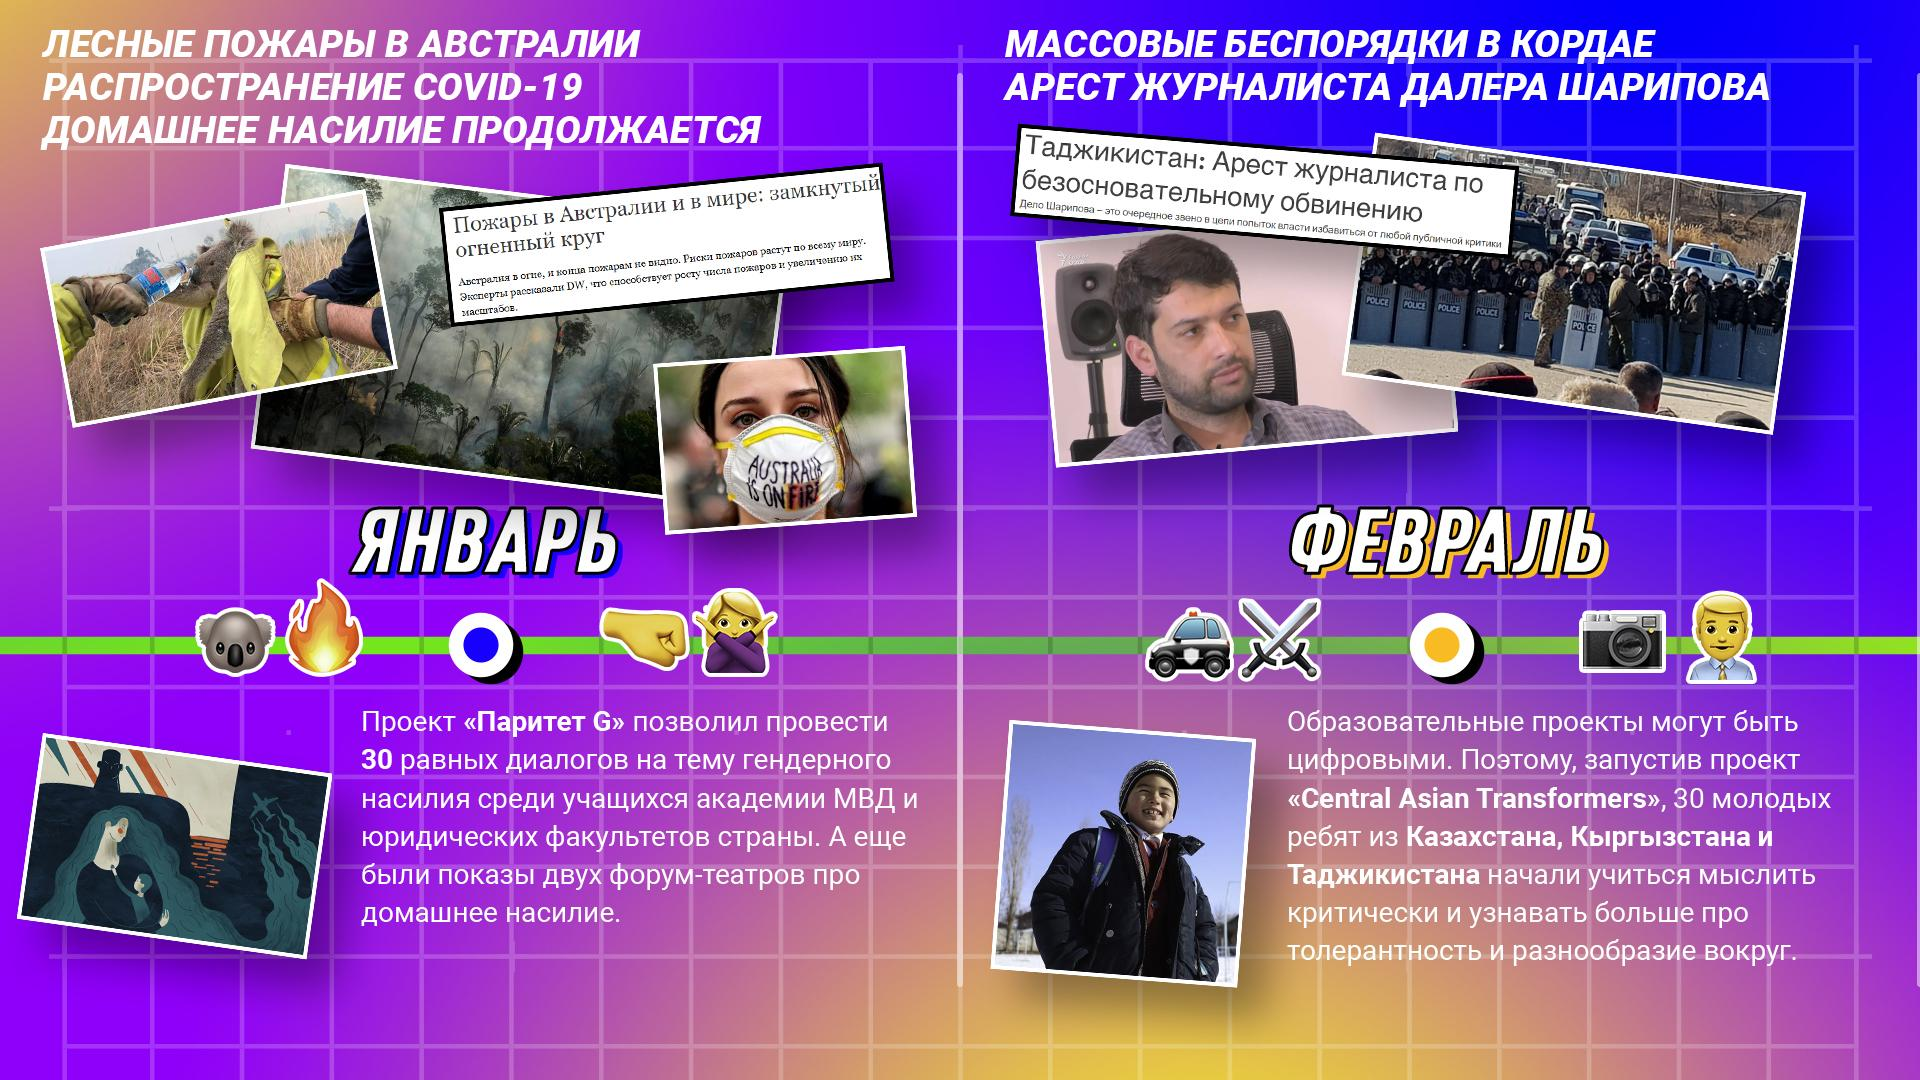 ЛЕСНЫЕ ПОЖАРЫ В АВСТРАЛИИ
РАСПРОСТРАНЕНИЕ COVID-19
ДОМАШНЕЕ НАСИЛИЕ ПРОДОЛЖАЕТСЯ
Пожары в Австралии и в мире: замкнутый
огненный круг
Австралия в огне, и конца пожарам не видно. Риски пожаров растут по всему миру.
Эксперты рассказали DW, что способствует росту числа пожаров и увеличению их
масштабов.
AUSTRALIA
IS ON FIRE
ЯНВАРЬ
Проект «Паритет G» позволил провести
30 равных диалогов на тему гендерного
насилия среди учащихся академии МВД и
юридических факультетов страны. А еще
были показы двух форум-театров про
домашнее насилие.
МАССОВЫЕ БЕСПОРЯДКИ В КОРДАЕ
АРЕСТ ЖУРНАЛИСТА ДАЛЕРА ШАРИПОВА
Таджикистан: Арест журналиста по
безосновательному обвинению
Дело Шарипова – это очередное звено в цепи попыток власти избавиться от любой публичной критики
POLICE
POLICE
POLICE
POLICE
POLICE
ФЕВРАЛЬ
Образовательные проекты могут быть
цифровыми. Поэтому, запустив проект
«Central Asian Transformers», 30 молодых
ребят из Казахстана, Кыргызстана и
Таджикистана начали учиться мыслить
критически и узнавать больше про
толерантность и разнообразие вокруг.